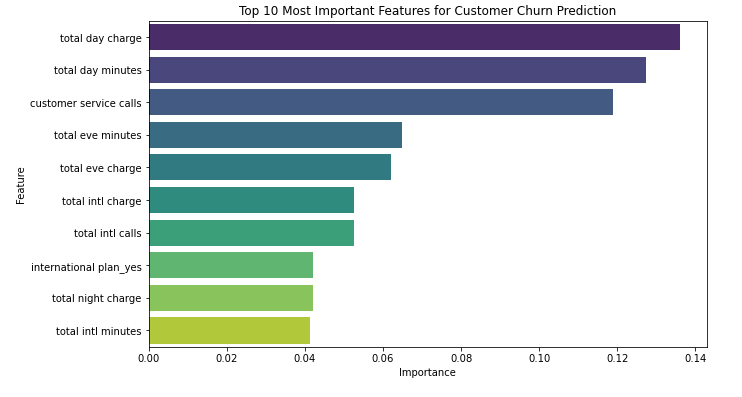 Top 10 Most Important Features for Customer Churn Prediction
total day charge
total day minutes
customer service calls
total eve minutes
total eve charge
total intl charge
total intl calls
international plan_yes
total night charge
total intl minutes
Feature
0.00 0.02 0.04 0.06 0.08 0.10 0.12 0.14
Importance